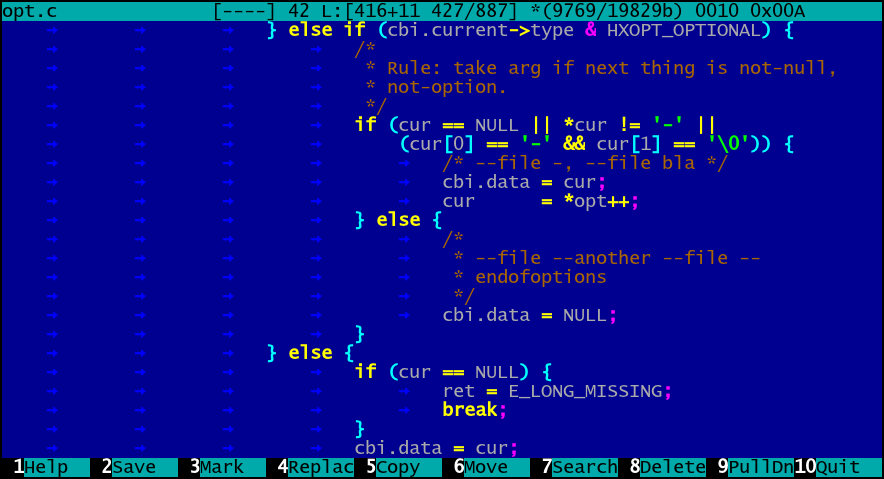 opt.c [----] 42 L:[416+11 427/887] *(9769/19829b) 0010 0x00A
} else if (cbi.current->type & HXOPT_OPTIONAL) {
/*
* Rule: take arg if next thing is not-null,
* not-option.
*/
if (cur == NULL || *cur != '-' ||
(cur[0] == '-' && cur[1] == '\0')) {
/* --file -, --file bla */
cbi.data = cur;
cur = *opt++;
} else {
/*
* --file --another --file --
* endofoptions
*/
cbi.data = NULL;
}
} else {
if (cur == NULL) {
ret = E_LONG_MISSING;
break;
}
cbi.data = cur;
1Help 2Save 3Mark 4Replac 5Copy 6Move 7Search 8Delete 9PullDn 10Quit